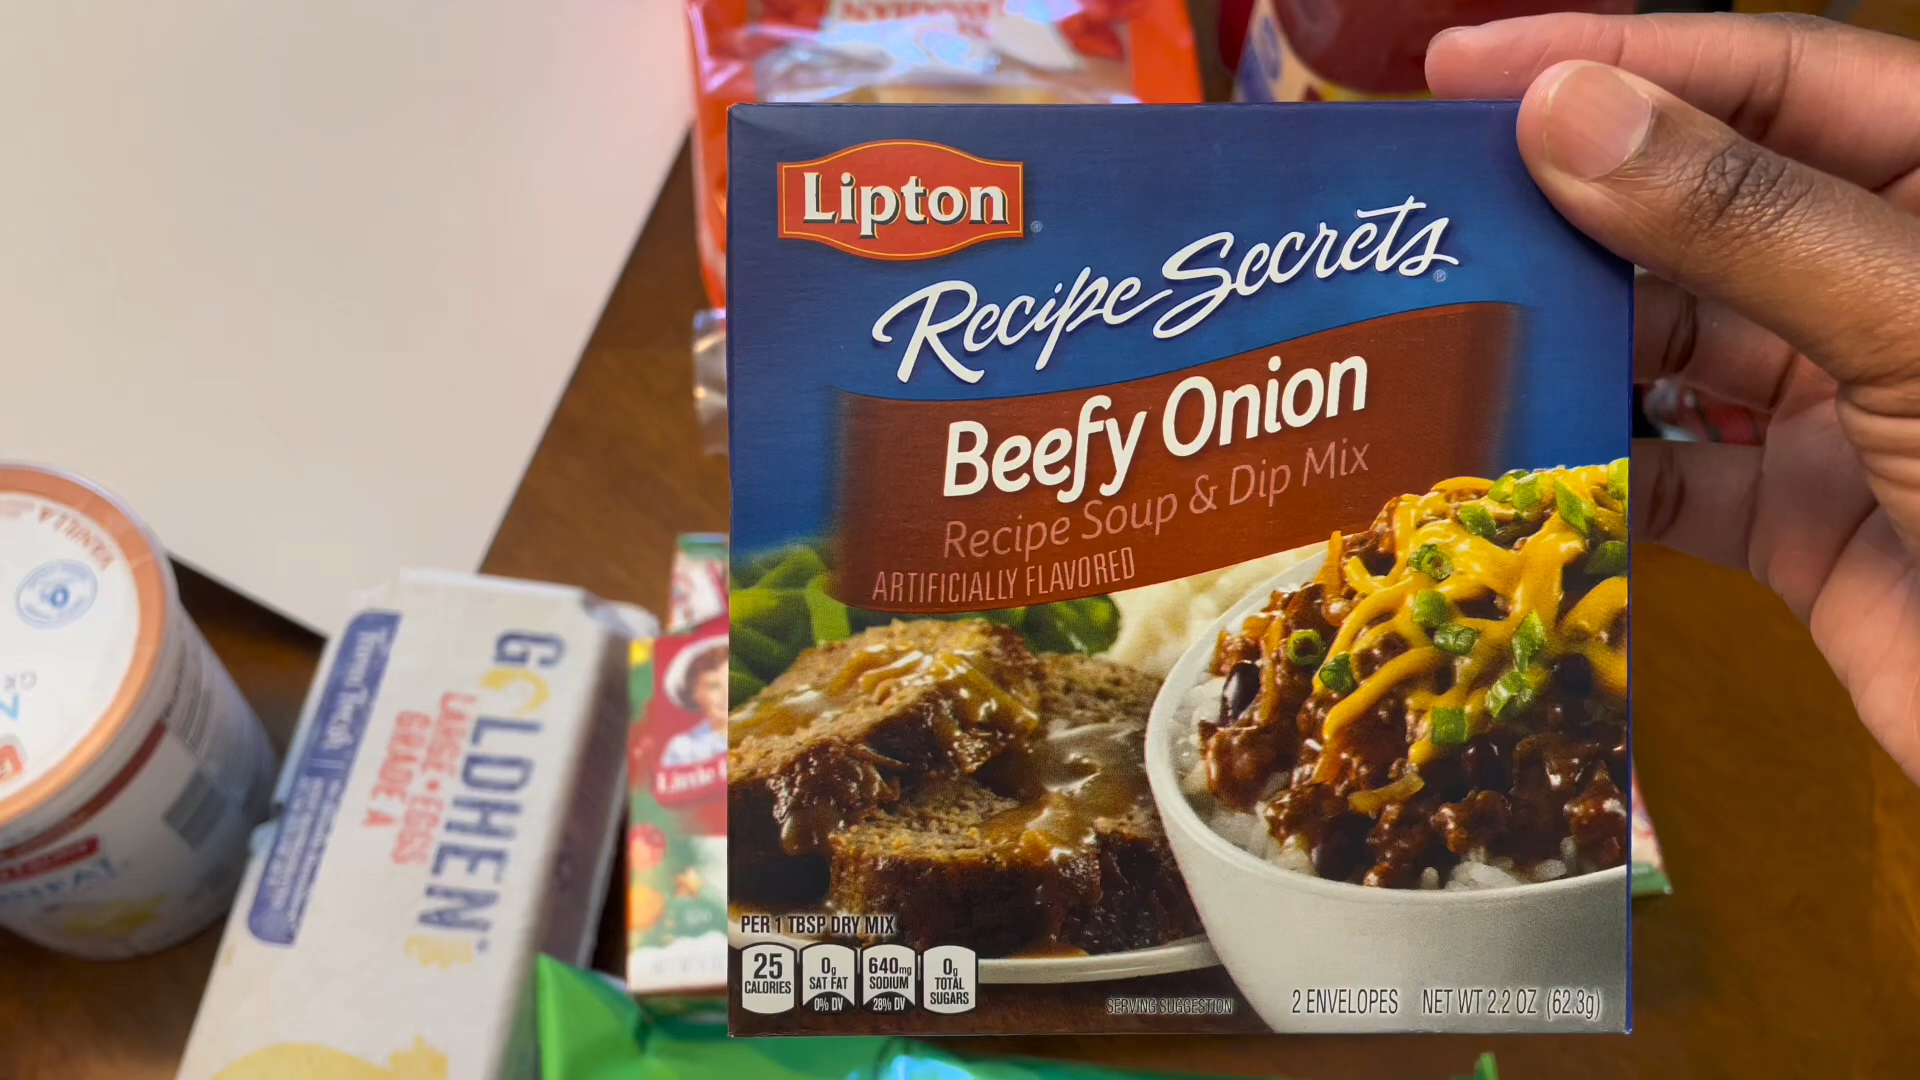 Lipton
®
Recipe Secrets®
Beefy Onion
Recipe Soup & Dip Mix
ARTIFICIALLY FLAVORED
PER 1 TBSP DRY MIX
25 CALORIES
0g SAT FAT 0% DV
640mg SODIUM 28% DV
0g TOTAL SUGARS
SERVING SUGGESTION
2 ENVELOPES NET WT 2.2 OZ (62.3g)
VANILLA
GOLDHEN
LARGE • EGGS
GRADE A
Little